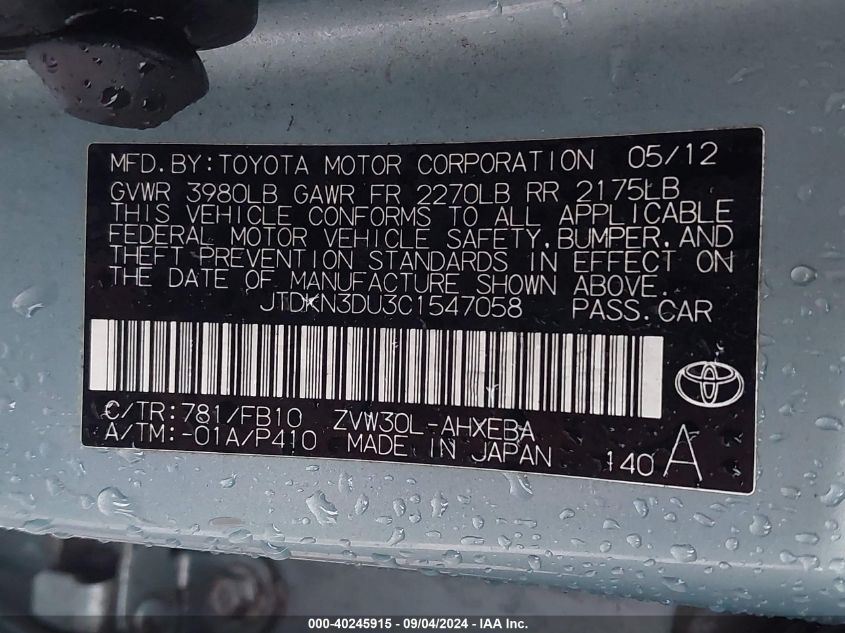 MFD.BY:TOYOTA MOTOR CORPORATION 05/12
GVWR 3980LB GAWR FR 2270LB RR 2175LB
THIS VEHICLE CONFORMS TO ALL APPLICABLE
FEDERAL MOTOR VEHICLE SAFETY,BUMPER,AND
THEFT PREVENTION STANDARDS IN EFFECT ON
THE DATE OF MANUFACTURE SHOWN ABOVE.
JTDKN3DU3C1547058 PASS.CAR
C/TR:781/FB10 ZVW30L-AHXEBA
A/TM:-01A/P410 MADE IN JAPAN 140 A
000-40245915 - 09/04/2024 - IAA Inc.